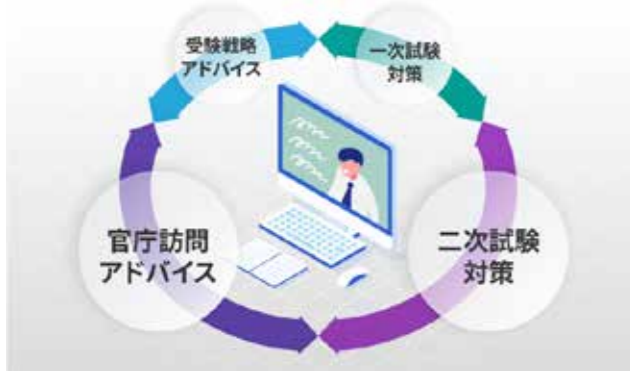 受験戦略
アドバイス
一次試験
対策
官庁訪問
アドバイス
二次試験
対策